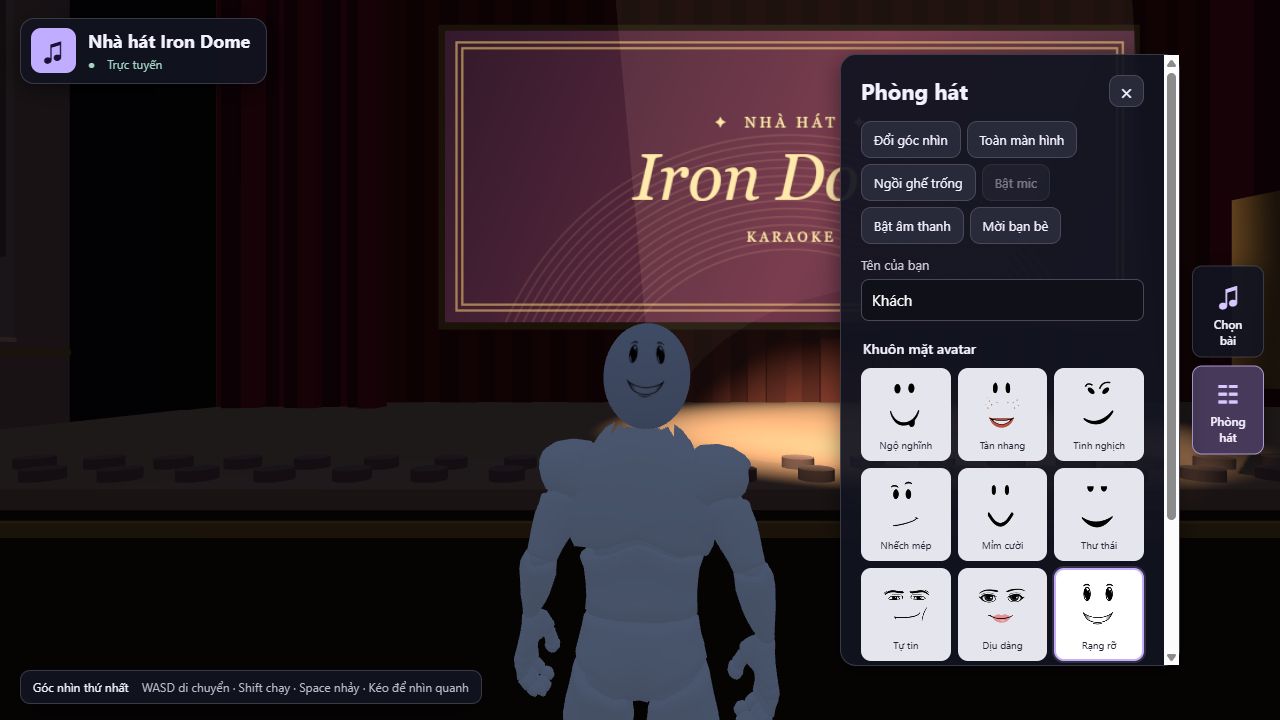 Nhà hát Iron Dome
Trực tuyến
✦ NHÀ HÁT
Iron Do
KARAOKE
Phòng hát
×
Đổi góc nhìn
Toàn màn hình
Ngồi ghế trống
Bật mic
Bật âm thanh
Mời bạn bè
Tên của bạn
Khách
Khuôn mặt avatar
Ngộ nghĩnh
Tàn nhang
Tinh nghịch
Nhếch mép
Mỉm cười
Thư thái
Tự tin
Dịu dàng
Rạng rỡ
Chọn
bài
Phòng
hát
Góc nhìn thứ nhất WASD di chuyển · Shift chạy · Space nhảy · Kéo để nhìn quanh